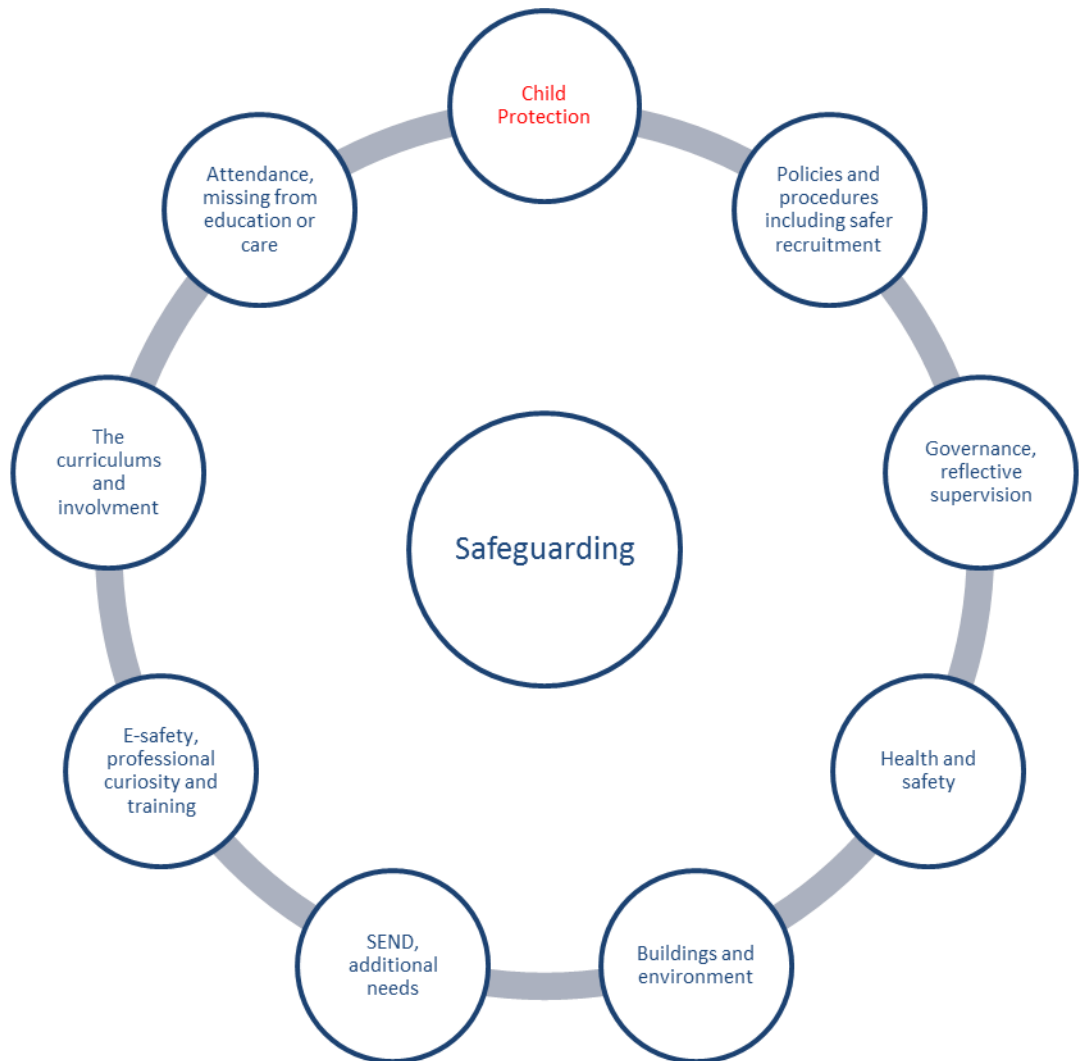 Child
Protection
Policies and
procedures
including safer
recruitment
Governance,
reflective
supervision
Health and
safety
Buildings and
environment
SEND,
additional
needs
E-safety,
professional
curiosity and
training
The
curriculums
and
involvment
Attendance,
missing from
education or
care
Safeguarding